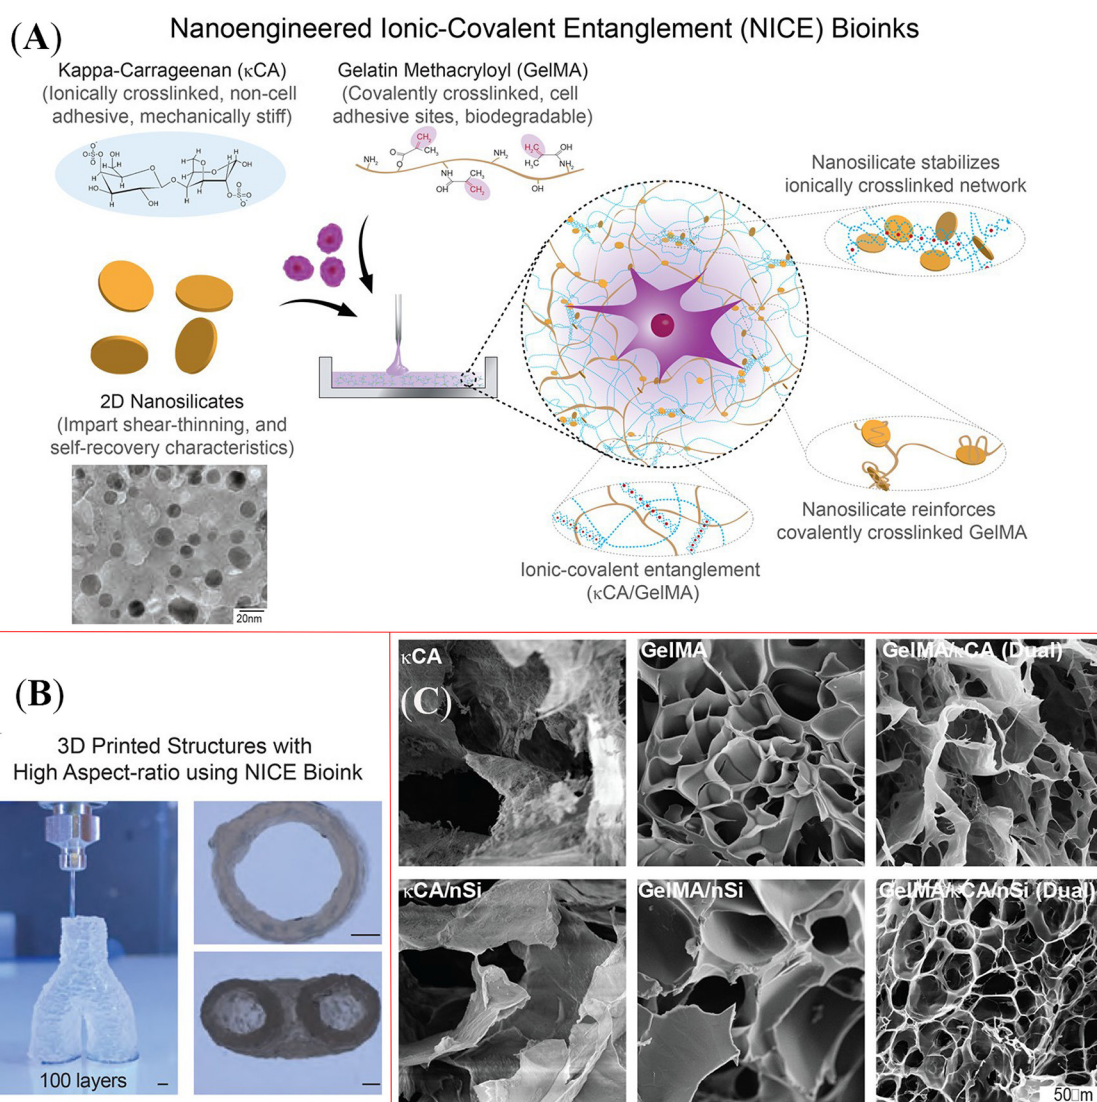 (A)
Nanoengineered Ionic-Covalent Entanglement (NICE) Bioinks
Kappa-Carrageenan (κCA)
(Ionically crosslinked, non-cell
adhesive, mechanically stiff)
Gelatin Methacryloyl (GelMA)
(Covalently crosslinked, cell
adhesive sites, biodegradable)
Nanosilicate stabilizes
ionically crosslinked network
2D Nanosilicates
(Impart shear-thinning, and
self-recovery characteristics)
20nm
Nanosilicate reinforces
covalently crosslinked GelMA
Ionic-covalent entanglement
(κCA/GelMA)
(B)
3D Printed Structures with
High Aspect-ratio using NICE Bioink
100 layers
(C)
κCA
GelMA
GelMA/κCA (Dual)
κCA/nSi
GelMA/nSi
GelMA/κCA/nSi (Dual)
50▯m